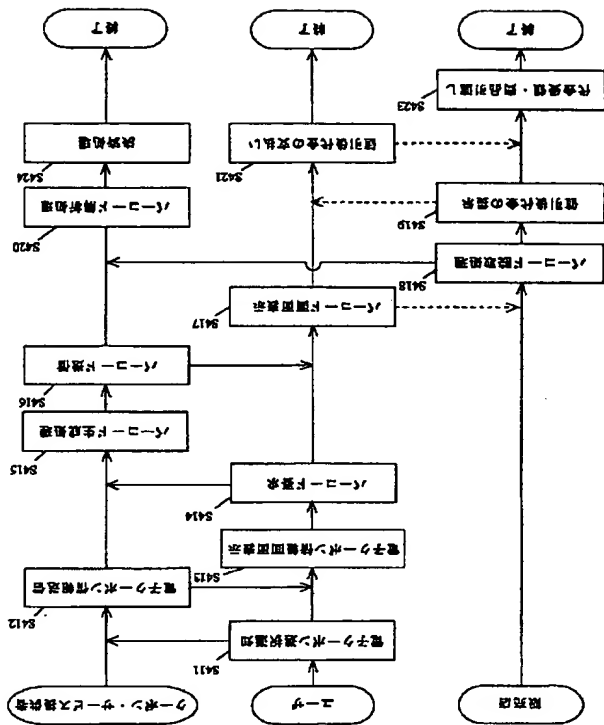 販売店
ユーザ
クーポン・サービス提供者
電子クーポン選択通知
S411
電子クーポン情報送信
S412
電子クーポン情報画面表示
S413
バーコード要求
S414
バーコード生成処理
S415
バーコード送信
S416
バーコード画面表示
S417
バーコード読取処理
S418
値引後代金の提示
S419
バーコード解析処理
S420
値引後代金の支払い
S421
決済処理
S424
代金受領・商品引渡し
S423
終了
終了
終了